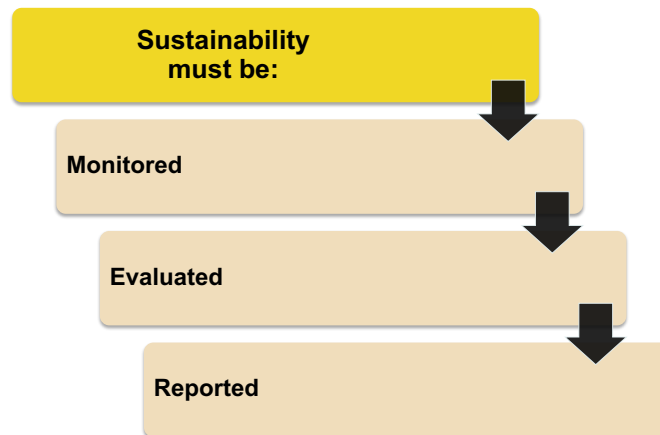 Sustainability
must be:
Monitored
Evaluated
Reported